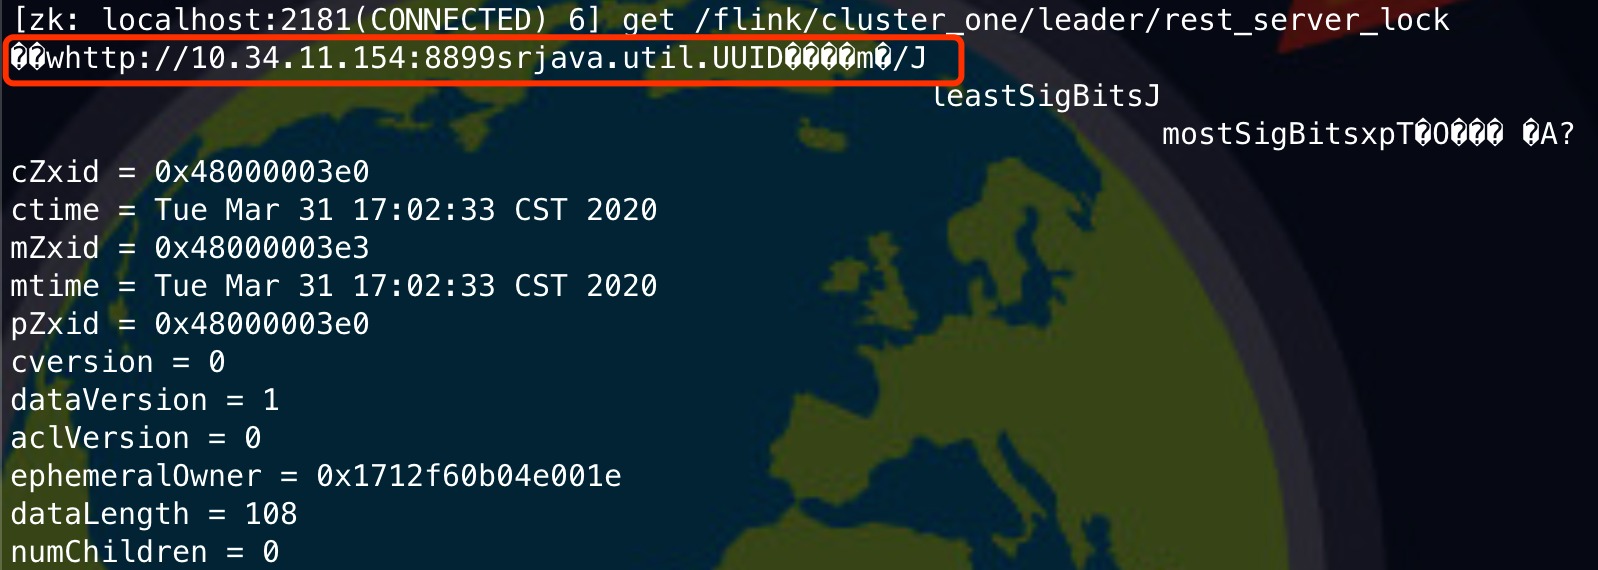 [zk: localhost:2181(CONNECTED) 6] get /flink/cluster_one/leader/rest_server_lock
��whttp://10.34.11.154:8899srjava.util.UUID����m�/J
leastSigBitsJ
mostSigBitsxpT�O��� �A?
cZxid = 0x48000003e0
ctime = Tue Mar 31 17:02:33 CST 2020
mZxid = 0x48000003e3
mtime = Tue Mar 31 17:02:33 CST 2020
pZxid = 0x48000003e0
cversion = 0
dataVersion = 1
aclVersion = 0
ephemeralOwner = 0x1712f60b04e001e
dataLength = 108
numChildren = 0